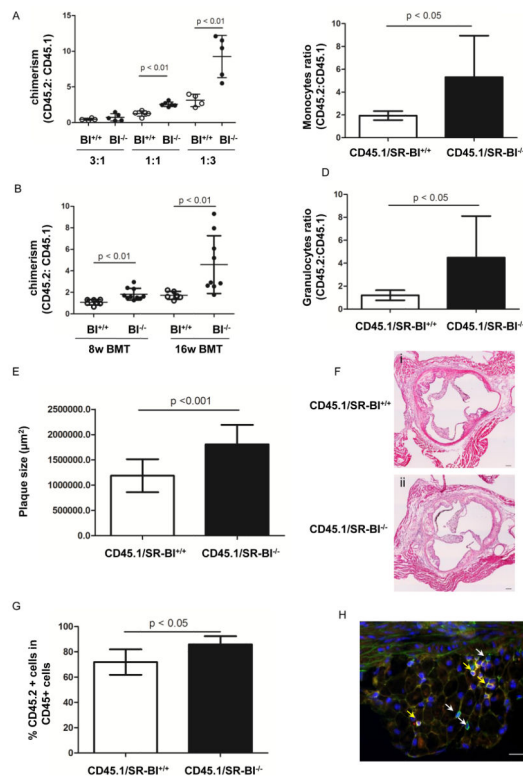 A
chimerism
(CD45.2: CD45.1)
15
10
5
0
p < 0.01
p < 0.01
BI+/+ BI-/- BI+/+ BI-/- BI+/+ BI-/-
3:1 1:1 1:3
Monocytes ratio
(CD45.2:CD45.1)
10
8
6
4
2
0
p < 0.05
CD45.1/SR-BI+/+ CD45.1/SR-BI-/-
B
chimerism
(CD45.2: CD45.1)
10
8
6
4
2
0
p < 0.01
p < 0.01
BI+/+ BI-/- BI+/+ BI-/-
8w BMT 16w BMT
D
Granulocytes ratio
(CD45.2:CD45.1)
10
8
6
4
2
0
p < 0.05
CD45.1/SR-BI+/+ CD45.1/SR-BI-/-
E
Plaque size (µm²)
2500000.0
2000000.0
1500000.0
1000000.0
500000.0
0.0
p <0.001
CD45.1/SR-BI+/+ CD45.1/SR-BI-/-
F
i
CD45.1/SR-BI+/+
ii
CD45.1/SR-BI-/-
G
% CD45.2 + cells in
CD45+ cells
100
80
60
40
20
0
p < 0.05
CD45.1/SR-BI+/+ CD45.1/SR-BI-/-
H